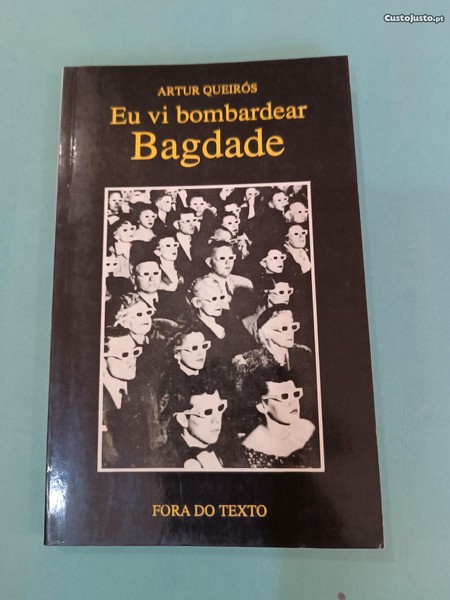 CustoJusto.pt
ARTUR QUEIRÓS
Eu vi bombardear
Bagdade
FORA DO TEXTO